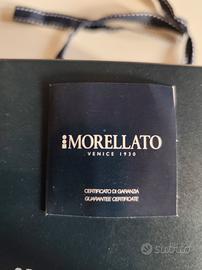 MORELLATO
VENICE 1930
CERTIFICATO DI GARANZIA
GUARANTEE CERTIFICATE
subito